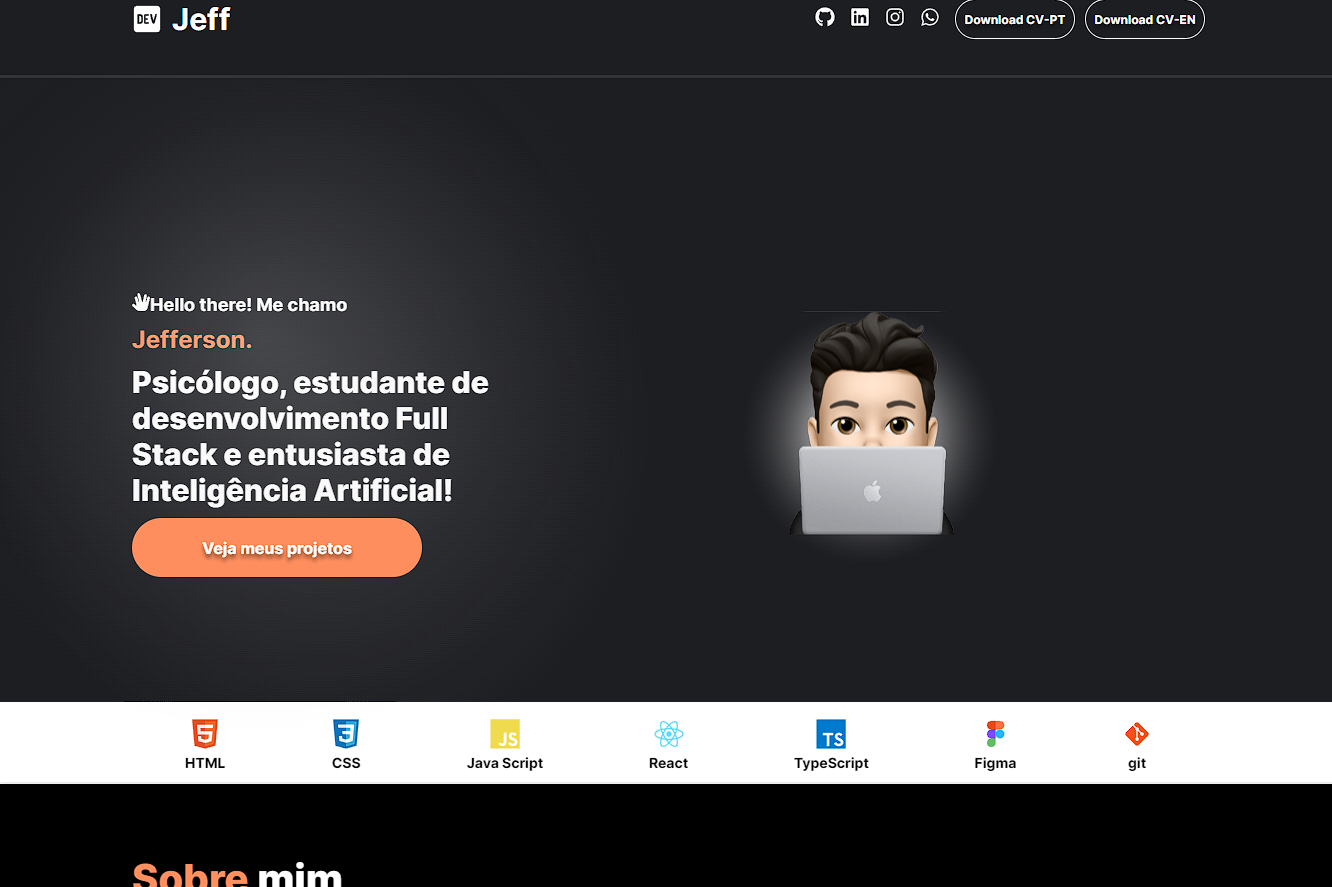 DEV Jeff
Download CV-PT
Download CV-EN
Hello there! Me chamo
Jefferson.
Psicólogo, estudante de
desenvolvimento Full
Stack e entusiasta de
Inteligência Artificial!
Veja meus projetos
5 3 JS TS
HTML CSS Java Script React TypeScript Figma git
Sobre mim